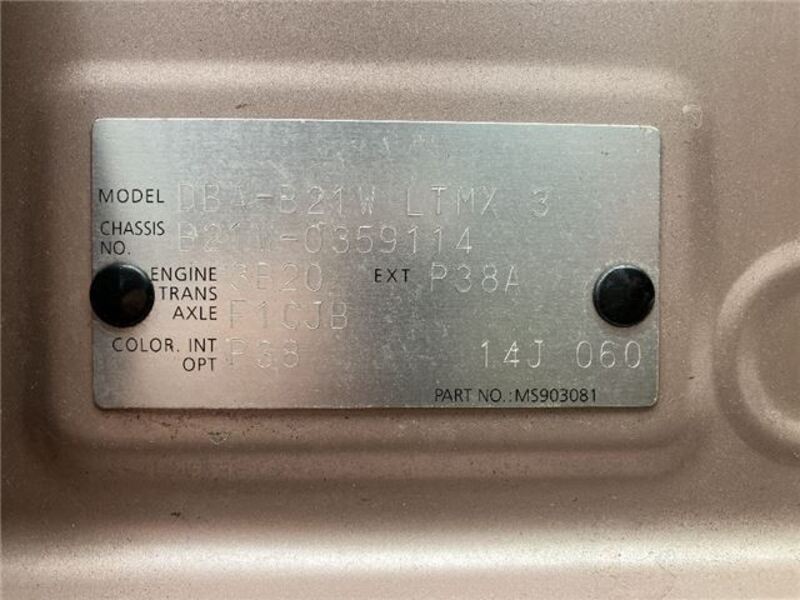 MODEL DBA-B21W LTMX 3
CHASSIS NO. B21W-0359114
ENGINE 3B20 EXT P38A
TRANS AXLE F1CJB
COLOR. INT OPT P38 14J 060
PART NO.:MS903081